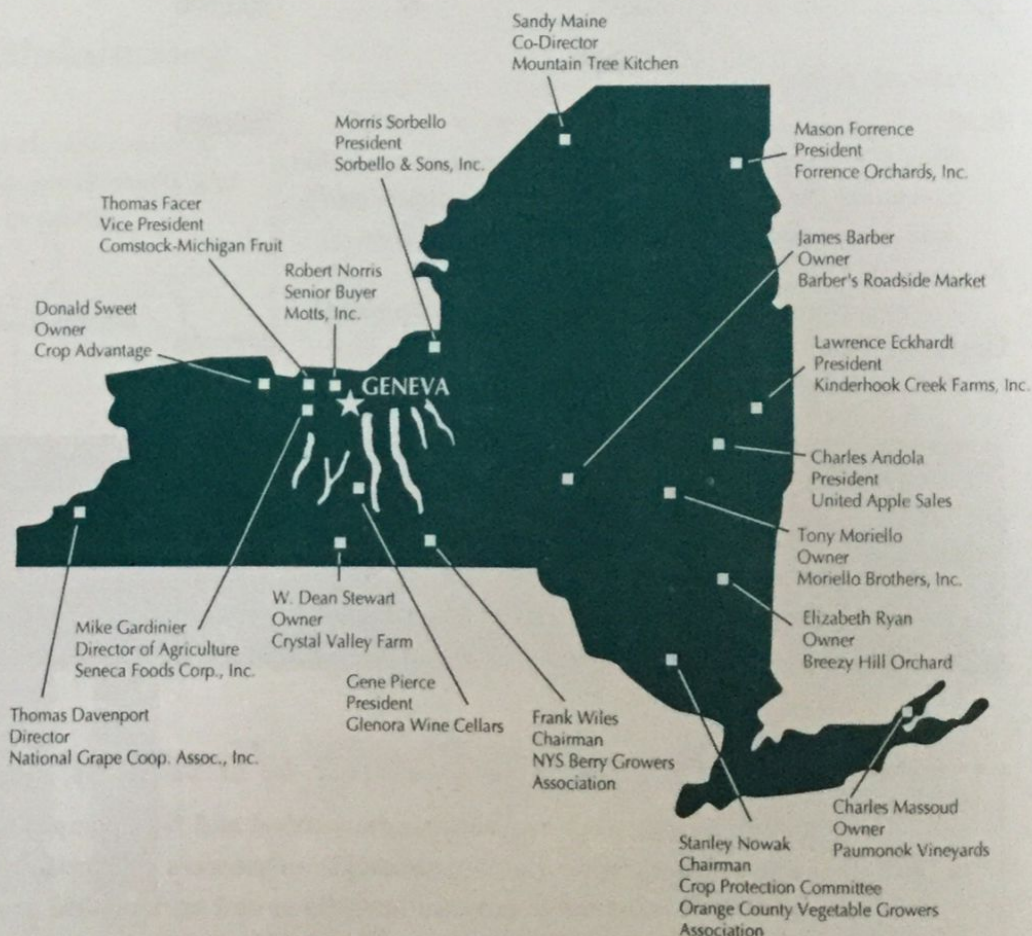 Sandy Maine
Co-Director
Mountain Tree Kitchen
Morris Sorbello
President
Sorbello & Sons, Inc.
Mason Forrence
President
Forrence Orchards, Inc.
Thomas Facer
Vice President
Comstock-Michigan Fruit
James Barber
Owner
Barber's Roadside Market
Robert Norris
Senior Buyer
Motts, Inc.
Donald Sweet
Owner
Crop Advantage
Lawrence Eckhardt
President
Kinderhook Creek Farms, Inc.
GENEVA
Charles Andola
President
United Apple Sales
Tony Moriello
Owner
Moriello Brothers, Inc.
Elizabeth Ryan
Owner
Breezy Hill Orchard
W. Dean Stewart
Owner
Crystal Valley Farm
Mike Gardinier
Director of Agriculture
Seneca Foods Corp., Inc.
Gene Pierce
President
Glenora Wine Cellars
Thomas Davenport
Director
National Grape Coop. Assoc., Inc.
Frank Wiles
Chairman
NYS Berry Growers
Association
Charles Massoud
Owner
Paumonok Vineyards
Stanley Nowak
Chairman
Crop Protection Committee
Orange County Vegetable Growers
Association